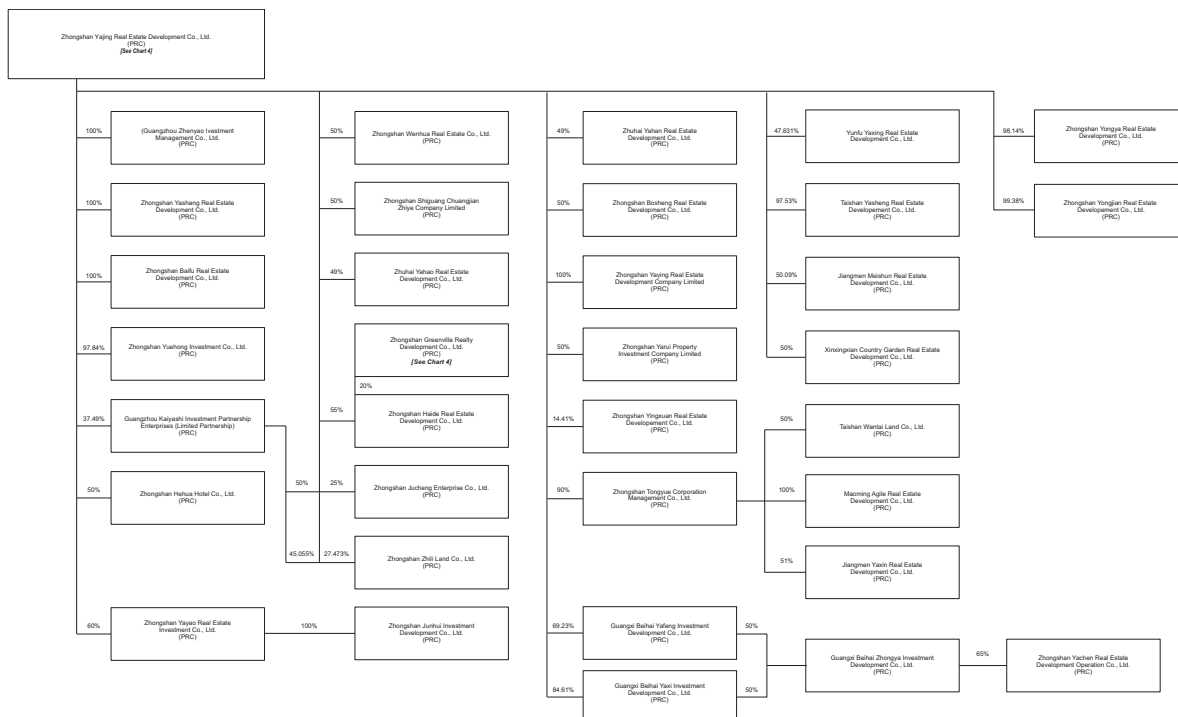 Zhongshan Yajing Real Estate Development Co., Ltd.
(PRC)
[See Chart 4]
100%
(Guangzhou Zhenyao Ivestment
Management Co., Ltd.
(PRC)
100%
Zhongshan Yashang Real Estate
Development Co., Ltd.
(PRC)
100%
Zhongshan Baifu Real Estate
Development Co., Ltd.
(PRC)
97.84%
Zhongshan Yuehong Investment Co., Ltd.
(PRC)
37.49%
Guangzhou Kaiyashi Investment Partnership
Enterprises (Limited Partnership)
(PRC)
50%
Zhongshan Hehua Hotel Co., Ltd.
(PRC)
60%
Zhongshan Yayao Real Estate
Investment Co., Ltd.
(PRC)
100%
Zhongshan Junhui Investment
Development Co., Ltd.
(PRC)
50%
Zhongshan Wenhua Real Estate Co., Ltd.
(PRC)
50%
Zhongshan Shiguang Chuangjian
Zhiye Company Limited
(PRC)
49%
Zhuhai Yahao Real Estate
Development Co., Ltd.
(PRC)
Zhongshan Greenville Realty
Development Co., Ltd.
(PRC)
[See Chart 4]
20%
55%
Zhongshan Haide Real Estate
Development Co., Ltd.
(PRC)
50%
25%
Zhongshan Jucheng Enterprise Co., Ltd.
(PRC)
45.055%
27.473%
Zhongshan Zhili Land Co., Ltd.
(PRC)
49%
Zhuhai Yahan Real Estate
Development Co., Ltd.
(PRC)
50%
Zhongshan Bosheng Real Estate
Development Co., Ltd.
(PRC)
100%
Zhongshan Yaying Real Estate
Development Company Limited
(PRC)
50%
Zhongshan Yarui Property
Investment Company Limited
(PRC)
14.41%
Zhongshan Yingxuan Real Estate
Developement Co., Ltd.
(PRC)
90%
Zhongshan Tongyue Corporation
Management Co., Ltd.
(PRC)
69.23%
Guangxi Beihai Yafeng Investment
Development Co., Ltd.
(PRC)
50%
84.61%
Guangxi Beihai Yaxi Investment
Development Co., Ltd.
(PRC)
50%
47.631%
Yunfu Yaxing Real Estate
Development Co., Ltd.
97.53%
Taishan Yasheng Real Estate
Development Co., Ltd.
(PRC)
50.09%
Jiangmen Meishun Real Estate
Development Co., Ltd.
(PRC)
50%
Xinxingxian Country Garden Real Estate
Development Co., Ltd.
(PRC)
50%
Taishan Wantai Land Co., Ltd.
(PRC)
100%
Maoming Agile Real Estate
Development Co., Ltd.
(PRC)
51%
Jiangmen Yaxin Real Estate
Development Co., Ltd.
(PRC)
Guangxi Beihai Zhongya Investment
Development Co., Ltd.
(PRC)
65%
Zhongshan Yachen Real Estate
Development Operation Co., Ltd.
(PRC)
98.14%
Zhongshan Yongya Real Estate
Developement Co., Ltd.
(PRC)
99.38%
Zhongshan Yongjian Real Estate
Developement Co., Ltd.
(PRC)